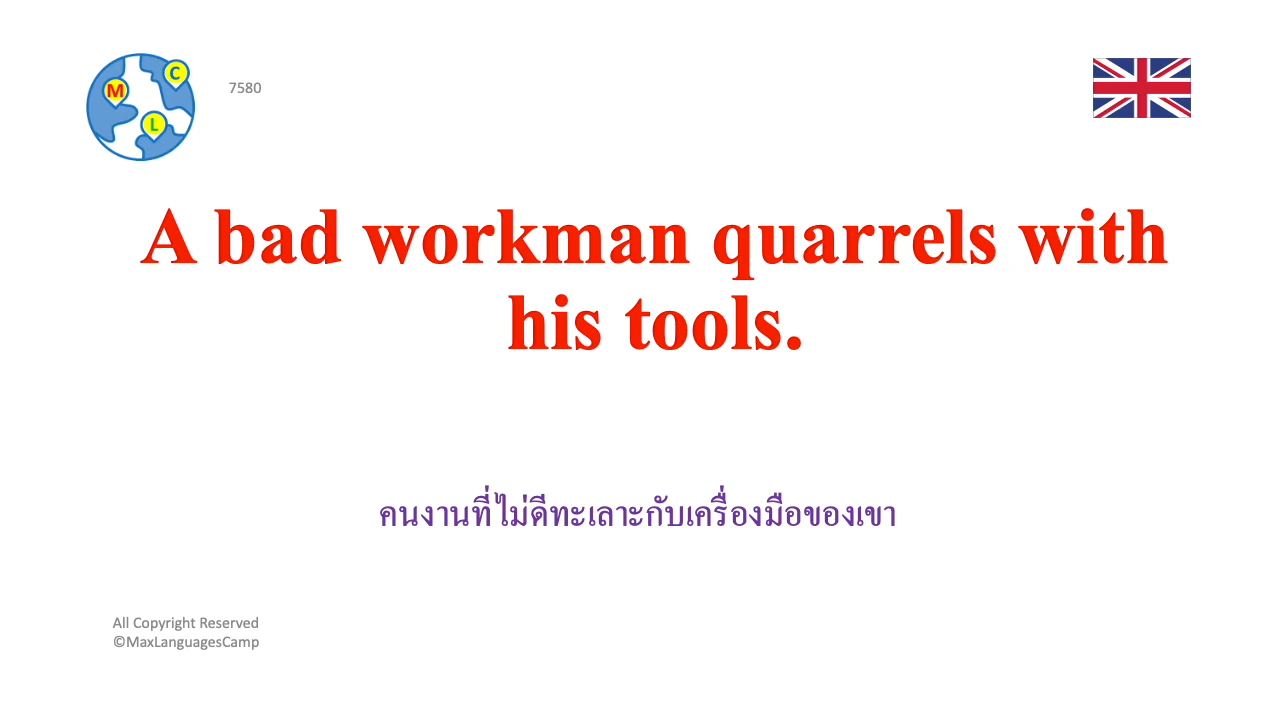 M
C
L
7580
A bad workman quarrels with
his tools.
คนงานที่ไม่ดีทะเลาะกับเครื่องมือของเขา
All Copyright Reserved
©MaxLanguagesCamp